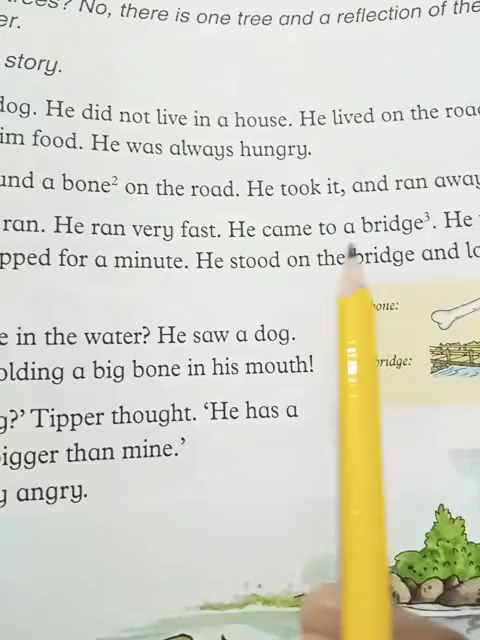 ? No, there is one tree and a reflection of the
er.
story.
dog. He did not live in a house. He lived on the roa
im food. He was always hungry.
und a bone² on the road. He took it, and ran away
ran. He ran very fast. He came to a bridge³. He
pped for a minute. He stood on the bridge and lo
one:
e in the water? He saw a dog.
olding a big bone in his mouth!
bridge:
g?' Tipper thought. 'He has a
igger than mine.'
y angry.